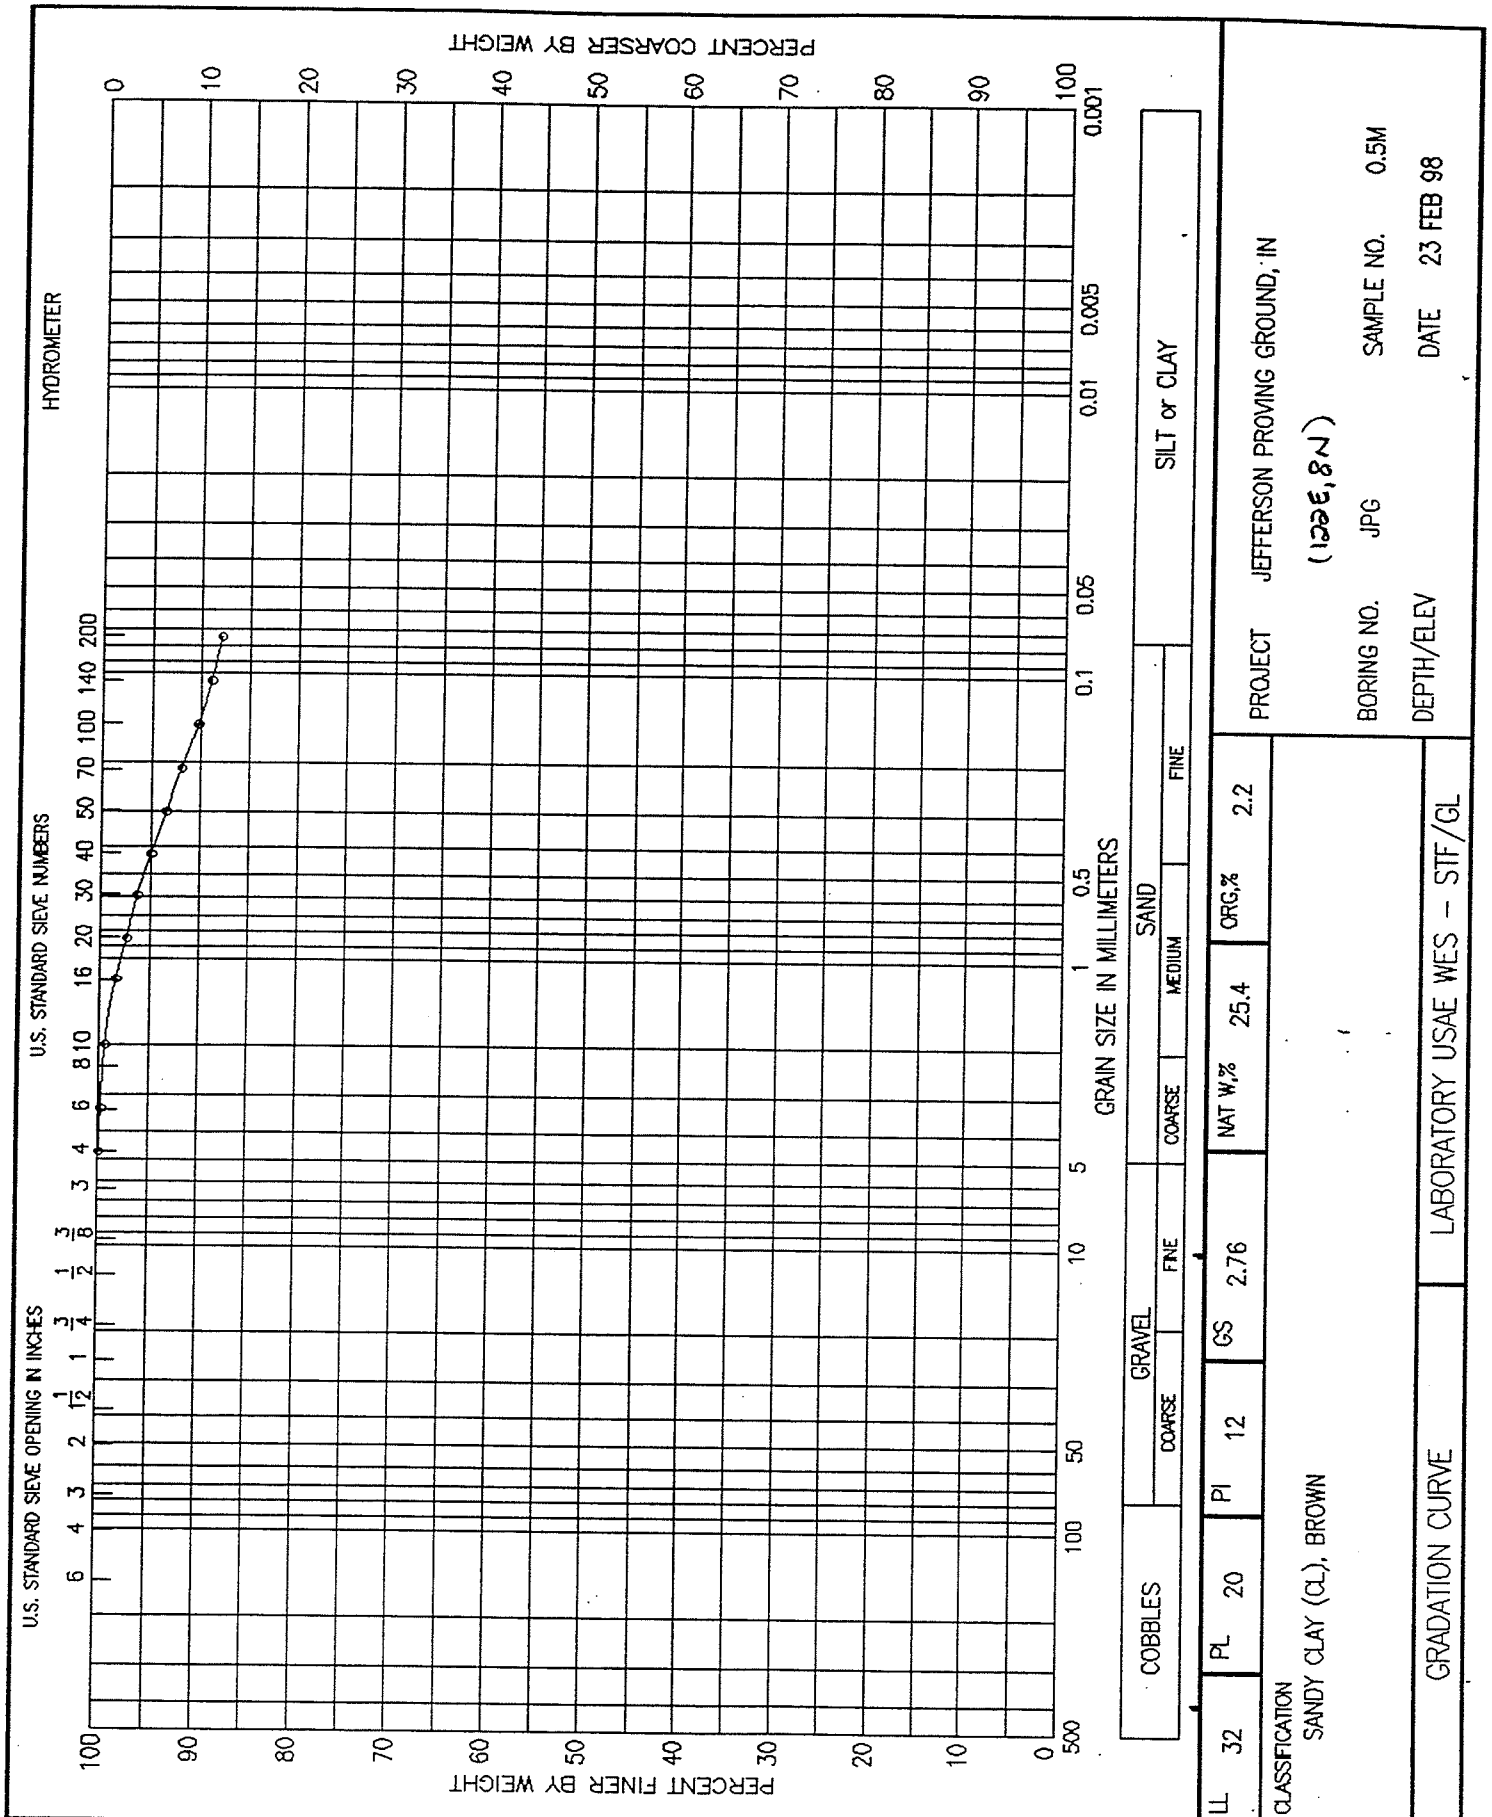 U.S. STANDARD SIEVE OPENING IN INCHES U.S. STANDARD SIEVE NUMBERS HYDROMETER
6 4 3 2 1 1/2 1 3/4 1/2 3/8 3 4 6 8 10 16 20 30 40 50 70 100 140 200
PERCENT FINER BY WEIGHT
100
90
80
70
60
50
40
30
20
10
0
PERCENT COARSER BY WEIGHT
0
10
20
30
40
50
60
70
80
90
100
500 100 50 10 5 1 0.5 0.1 0.05 0.01 0.005 0.001
GRAIN SIZE IN MILLIMETERS
COBBLES GRAVEL SAND SILT or CLAY
COARSE FINE COARSE MEDIUM FINE
LL 32 PL 20 PI 12 GS 2.76 NAT W,% 25.4 ORG,% 2.2
CLASSIFICATION
SANDY CLAY (CL), BROWN
PROJECT JEFFERSON PROVING GROUND, IN
(122E, 8N)
BORING NO. JPG SAMPLE NO. 0.5M
DEPTH/ELEV DATE 23 FEB 98
GRADATION CURVE LABORATORY USAE WES - STF/GL